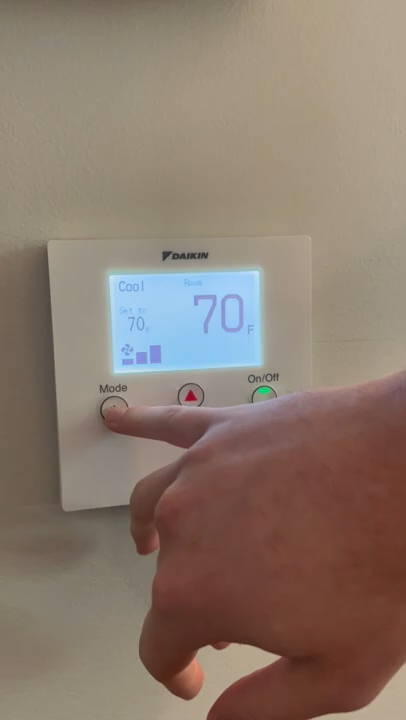 DAIKIN
Cool
Room
Set to
70F
70F
Mode
On/Off